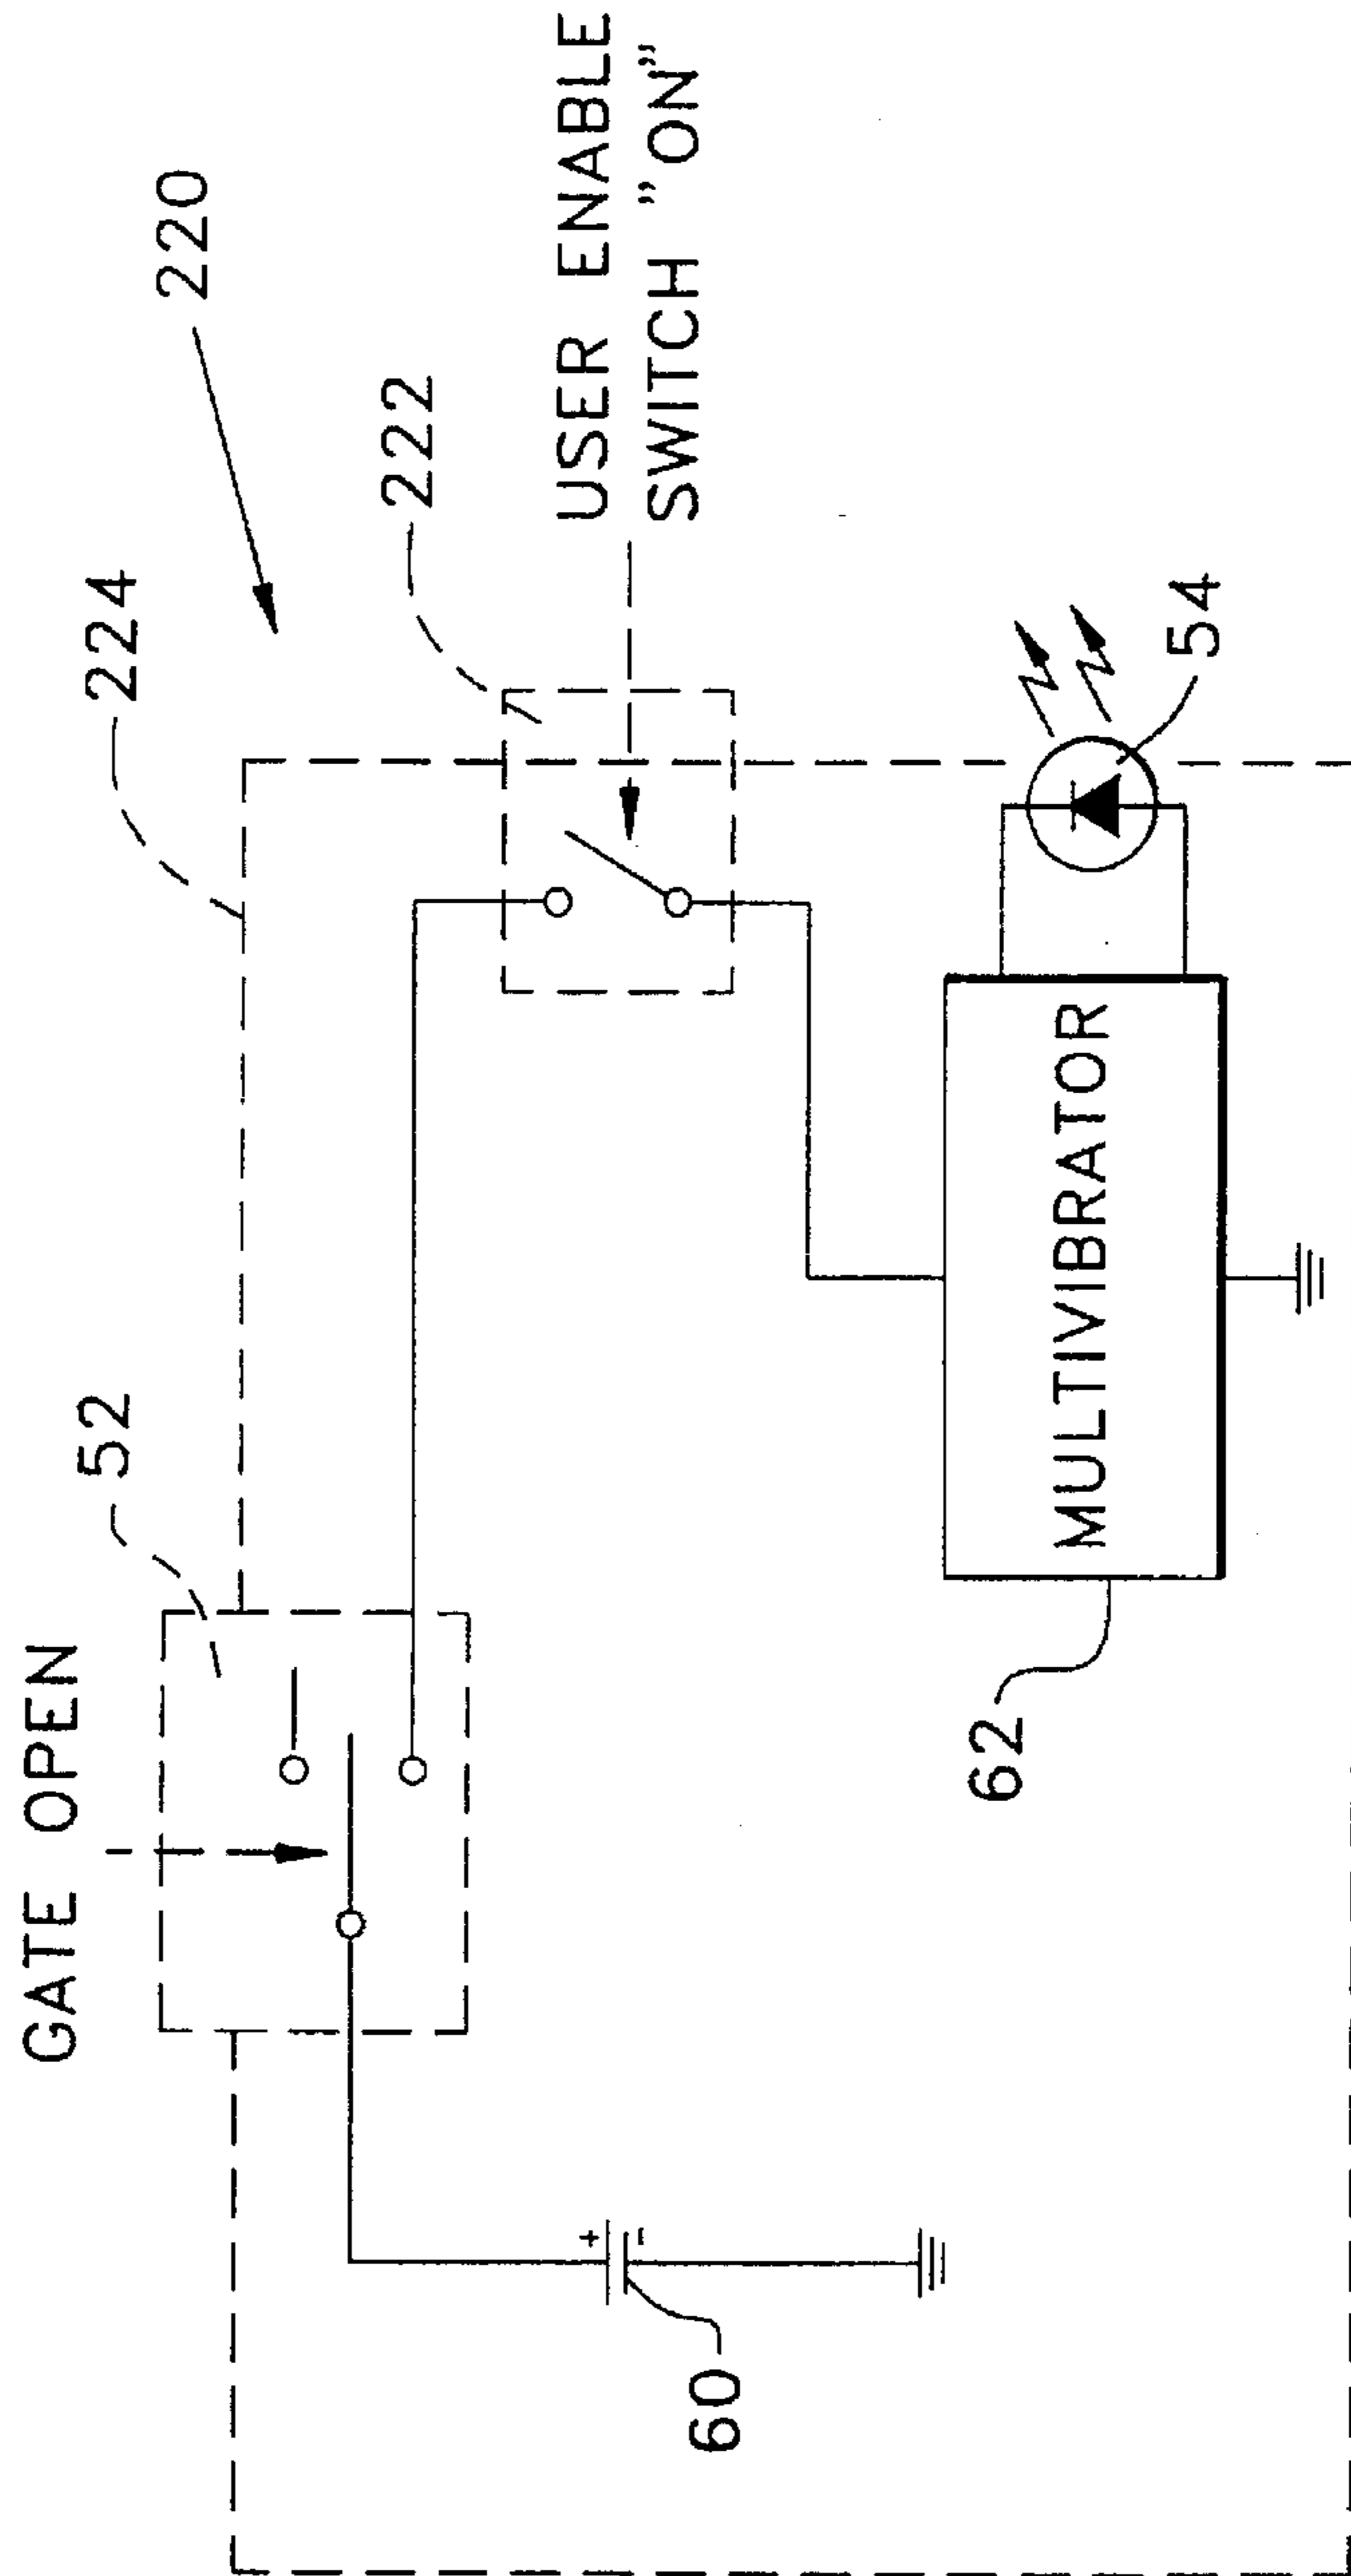 GATE OPEN
52
224
220
222
USER ENABLE
SWITCH "ON"
60
+
-
62
MULTIVIBRATOR
54